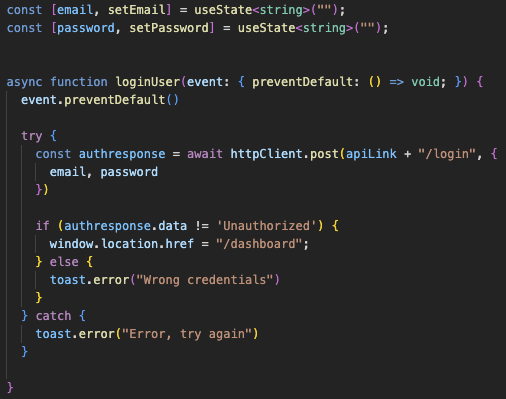 const [email, setEmail] = useState<string>("");
const [password, setPassword] = useState<string>("");
async function loginUser(event: { preventDefault: () => void; }) {
event.preventDefault()
try {
const authresponse = await httpClient.post(apiLink + "/login", {
email, password
})
if (authresponse.data != 'Unauthorized') {
window.location.href = "/dashboard";
} else {
toast.error("Wrong credentials")
}
} catch {
toast.error("Error, try again")
}
}